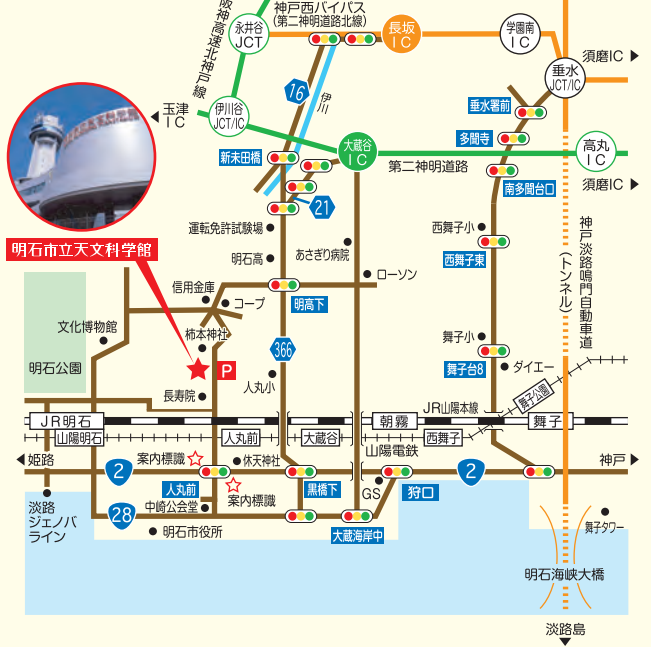 阪神高速北神戸線
永井谷
JCT
神戸西バイパス
(第二神明道路北線)
長坂
IC
学園南
IC
須磨IC
垂水
JCT/IC
玉津
IC
伊川谷
JCT/IC
16
伊川
垂水署前
多聞寺
大蔵谷
IC
高丸
IC
新末田橋
第二神明道路
須磨IC
南多聞台口
21
運転免許試験場
あさぎり病院
西舞子小
明石市立天文科学館
明石高
西舞子東
神戸淡路鳴門自動車道
(トンネル)
ローソン
信用金庫
コープ
明高下
文化博物館
柿本神社
舞子小
明石公園
366
P
舞子台8
ダイエー
人丸小
長寿院
舞子公園
JR山陽本線
JR明石
朝霧
舞子
山陽明石
人丸前
大蔵谷
西舞子
山陽電鉄
姫路
案内標識
休天神社
神戸
2
2
人丸前
案内標識
黒橋下
GS
狩口
淡路
ジェノバ
ライン
28
中崎公会堂
明石市役所
大蔵海岸中
舞子タワー
明石海峡大橋
淡路島